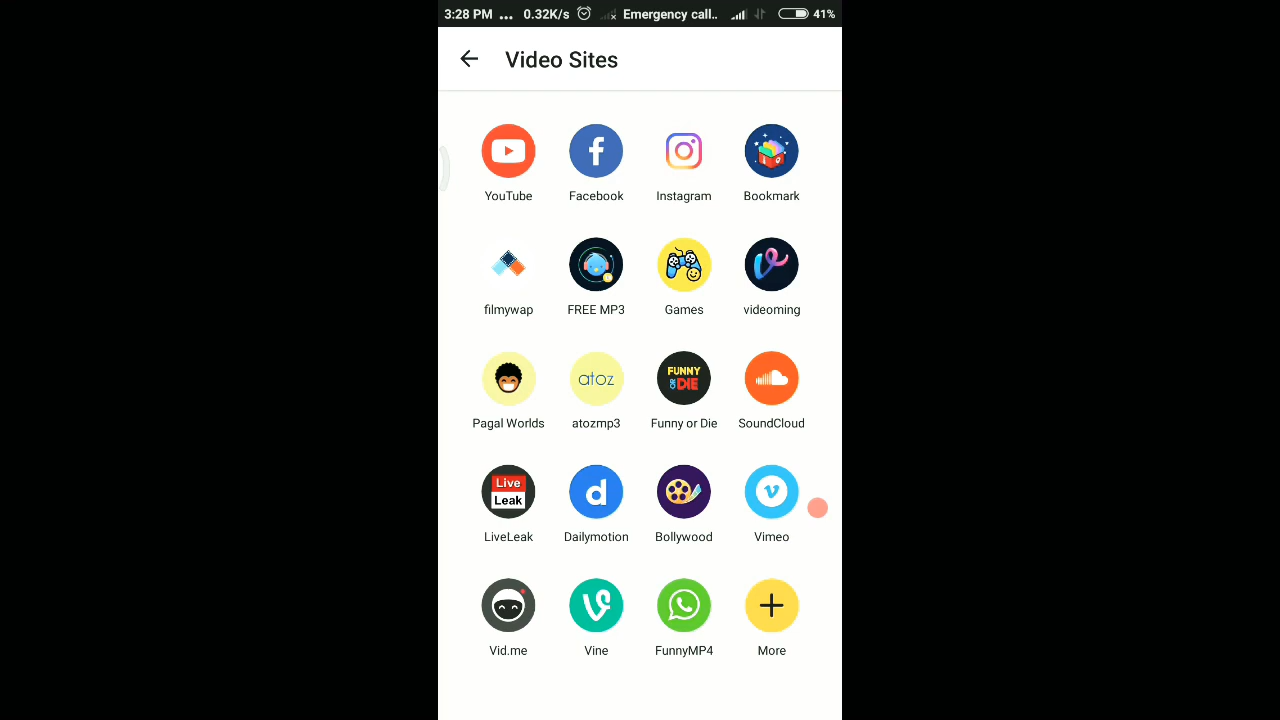 3:28 PM ... 0.32K/s Emergency call.. 41%
Video Sites
YouTube Facebook Instagram Bookmark
filmywap FREE MP3 Games videoming
atoz FUNNY OR DIE
Pagal Worlds atozmp3 Funny or Die SoundCloud
Live
Leak
LiveLeak Dailymotion Bollywood Vimeo
Vid.me Vine FunnyMP4 More